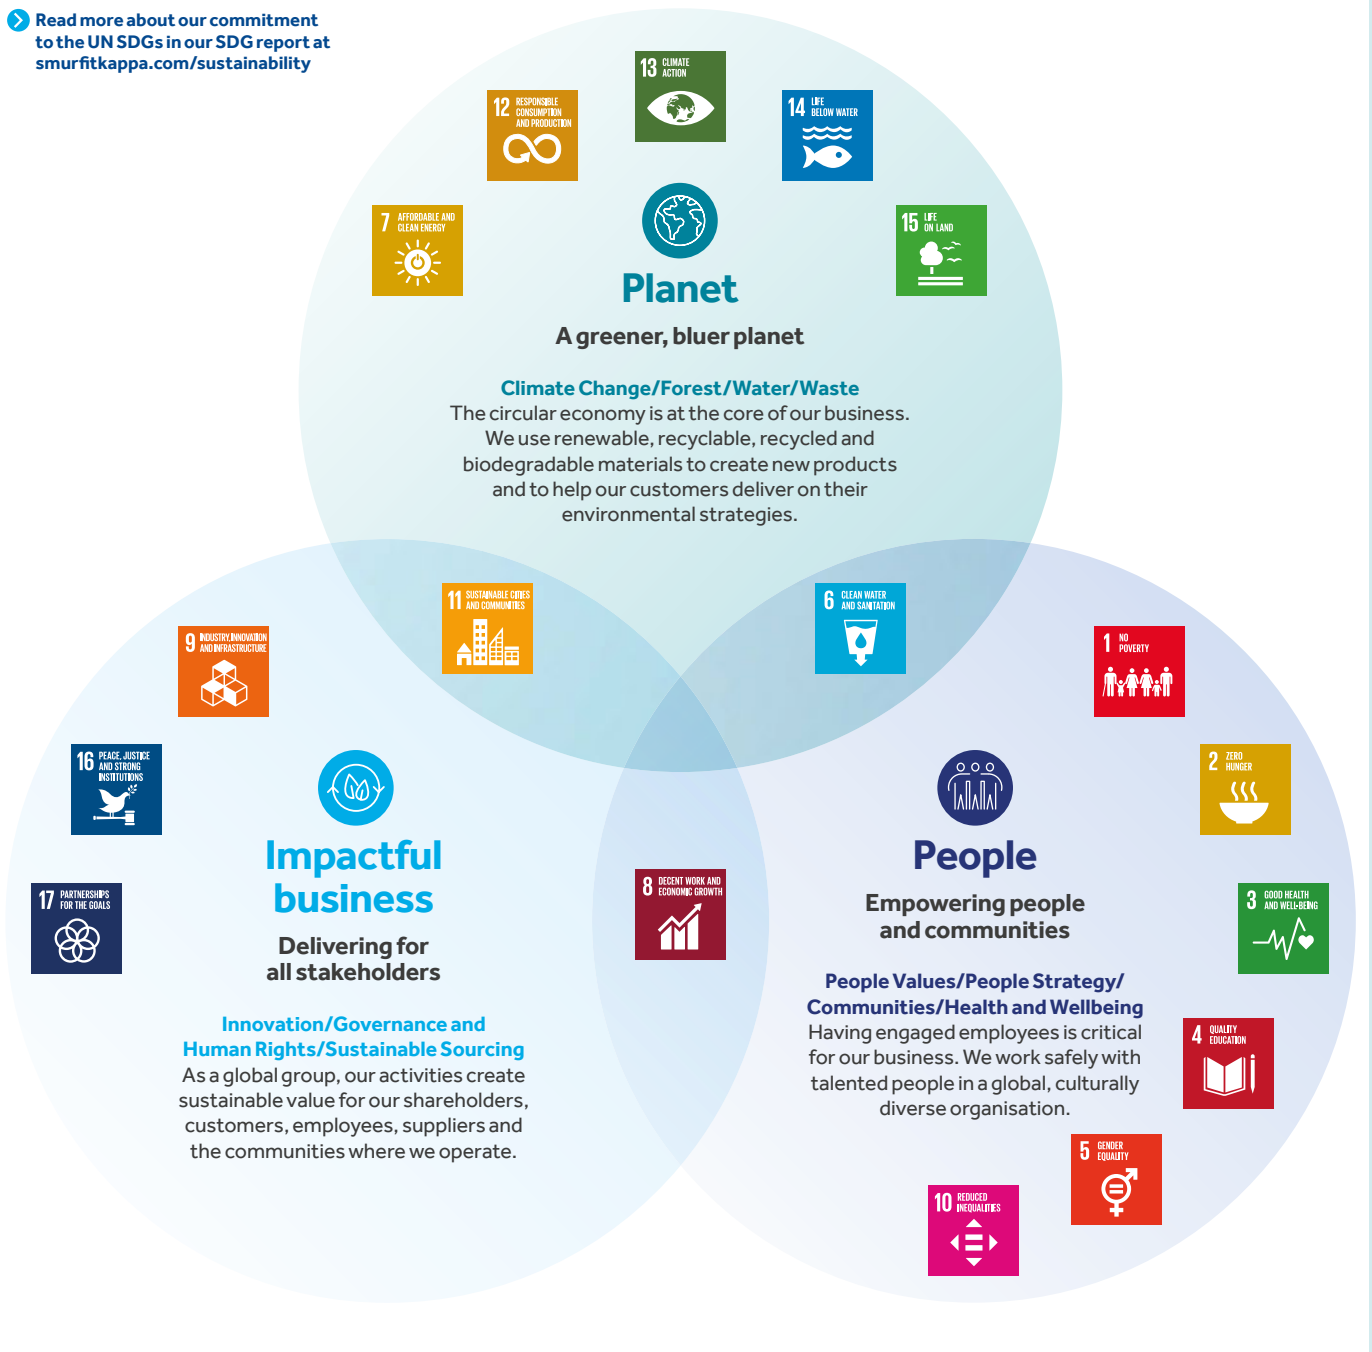 Read more about our commitment
to the UN SDGs in our SDG report at
smurfitkappa.com/sustainability
13 CLIMATE
ACTION
12 RESPONSIBLE
CONSUMPTION
AND PRODUCTION
14 LIFE
BELOW WATER
7 AFFORDABLE AND
CLEAN ENERGY
15 LIFE
ON LAND
Planet
A greener, bluer planet
Climate Change/Forest/Water/Waste
The circular economy is at the core of our business.
We use renewable, recyclable, recycled and
biodegradable materials to create new products
and to help our customers deliver on their
environmental strategies.
11 SUSTAINABLE CITIES
AND COMMUNITIES
6 CLEAN WATER
AND SANITATION
9 INDUSTRY, INNOVATION
AND INFRASTRUCTURE
16 PEACE, JUSTICE
AND STRONG
INSTITUTIONS
17 PARTNERSHIPS
FOR THE GOALS
Impactful
business
Delivering for
all stakeholders
Innovation/Governance and
Human Rights/Sustainable Sourcing
As a global group, our activities create
sustainable value for our shareholders,
customers, employees, suppliers and
the communities where we operate.
8 DECENT WORK AND
ECONOMIC GROWTH
1 NO
POVERTY
2 ZERO
HUNGER
3 GOOD HEALTH
AND WELL-BEING
People
Empowering people
and communities
People Values/People Strategy/
Communities/Health and Wellbeing
Having engaged employees is critical
for our business. We work safely with
talented people in a global, culturally
diverse organisation.
4 QUALITY
EDUCATION
5 GENDER
EQUALITY
10 REDUCED
INEQUALITIES